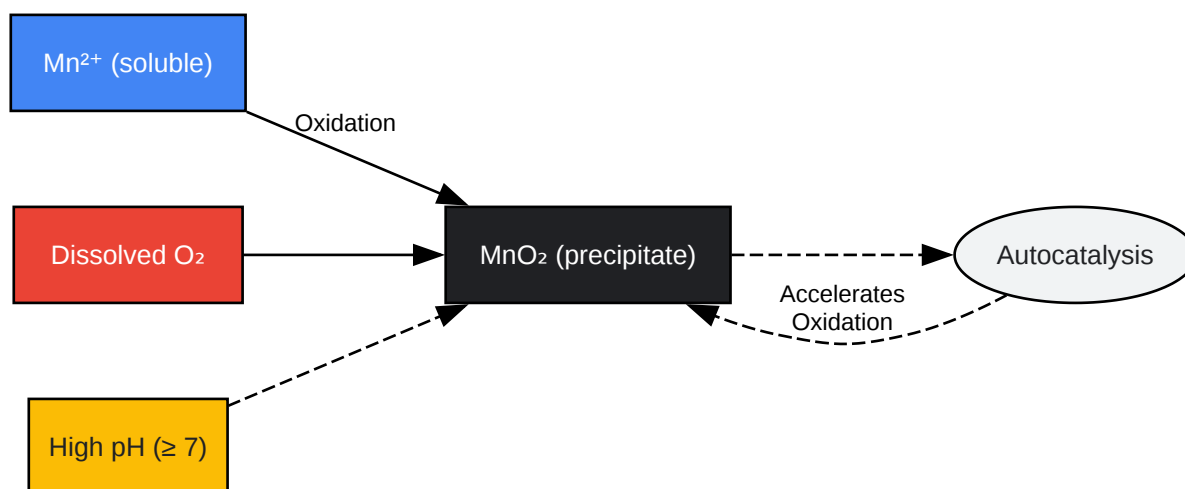 Mn²⁺ (soluble)
Oxidation
Dissolved O₂
MnO₂ (precipitate)
Autocatalysis
Accelerates
Oxidation
High pH (≥ 7)